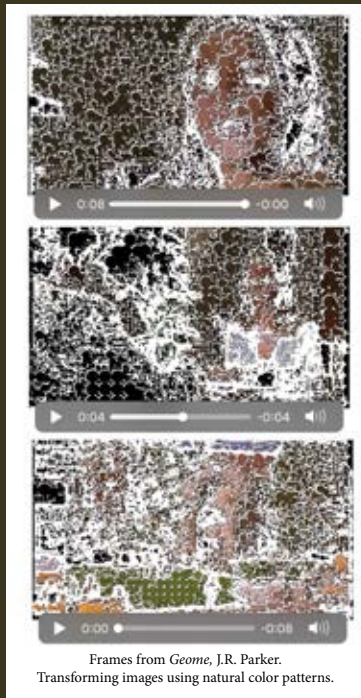 0:08 -0:00
0:04 -0:04
0:00 -0:08
Frames from Geome, J.R. Parker.
Transforming images using natural color patterns.